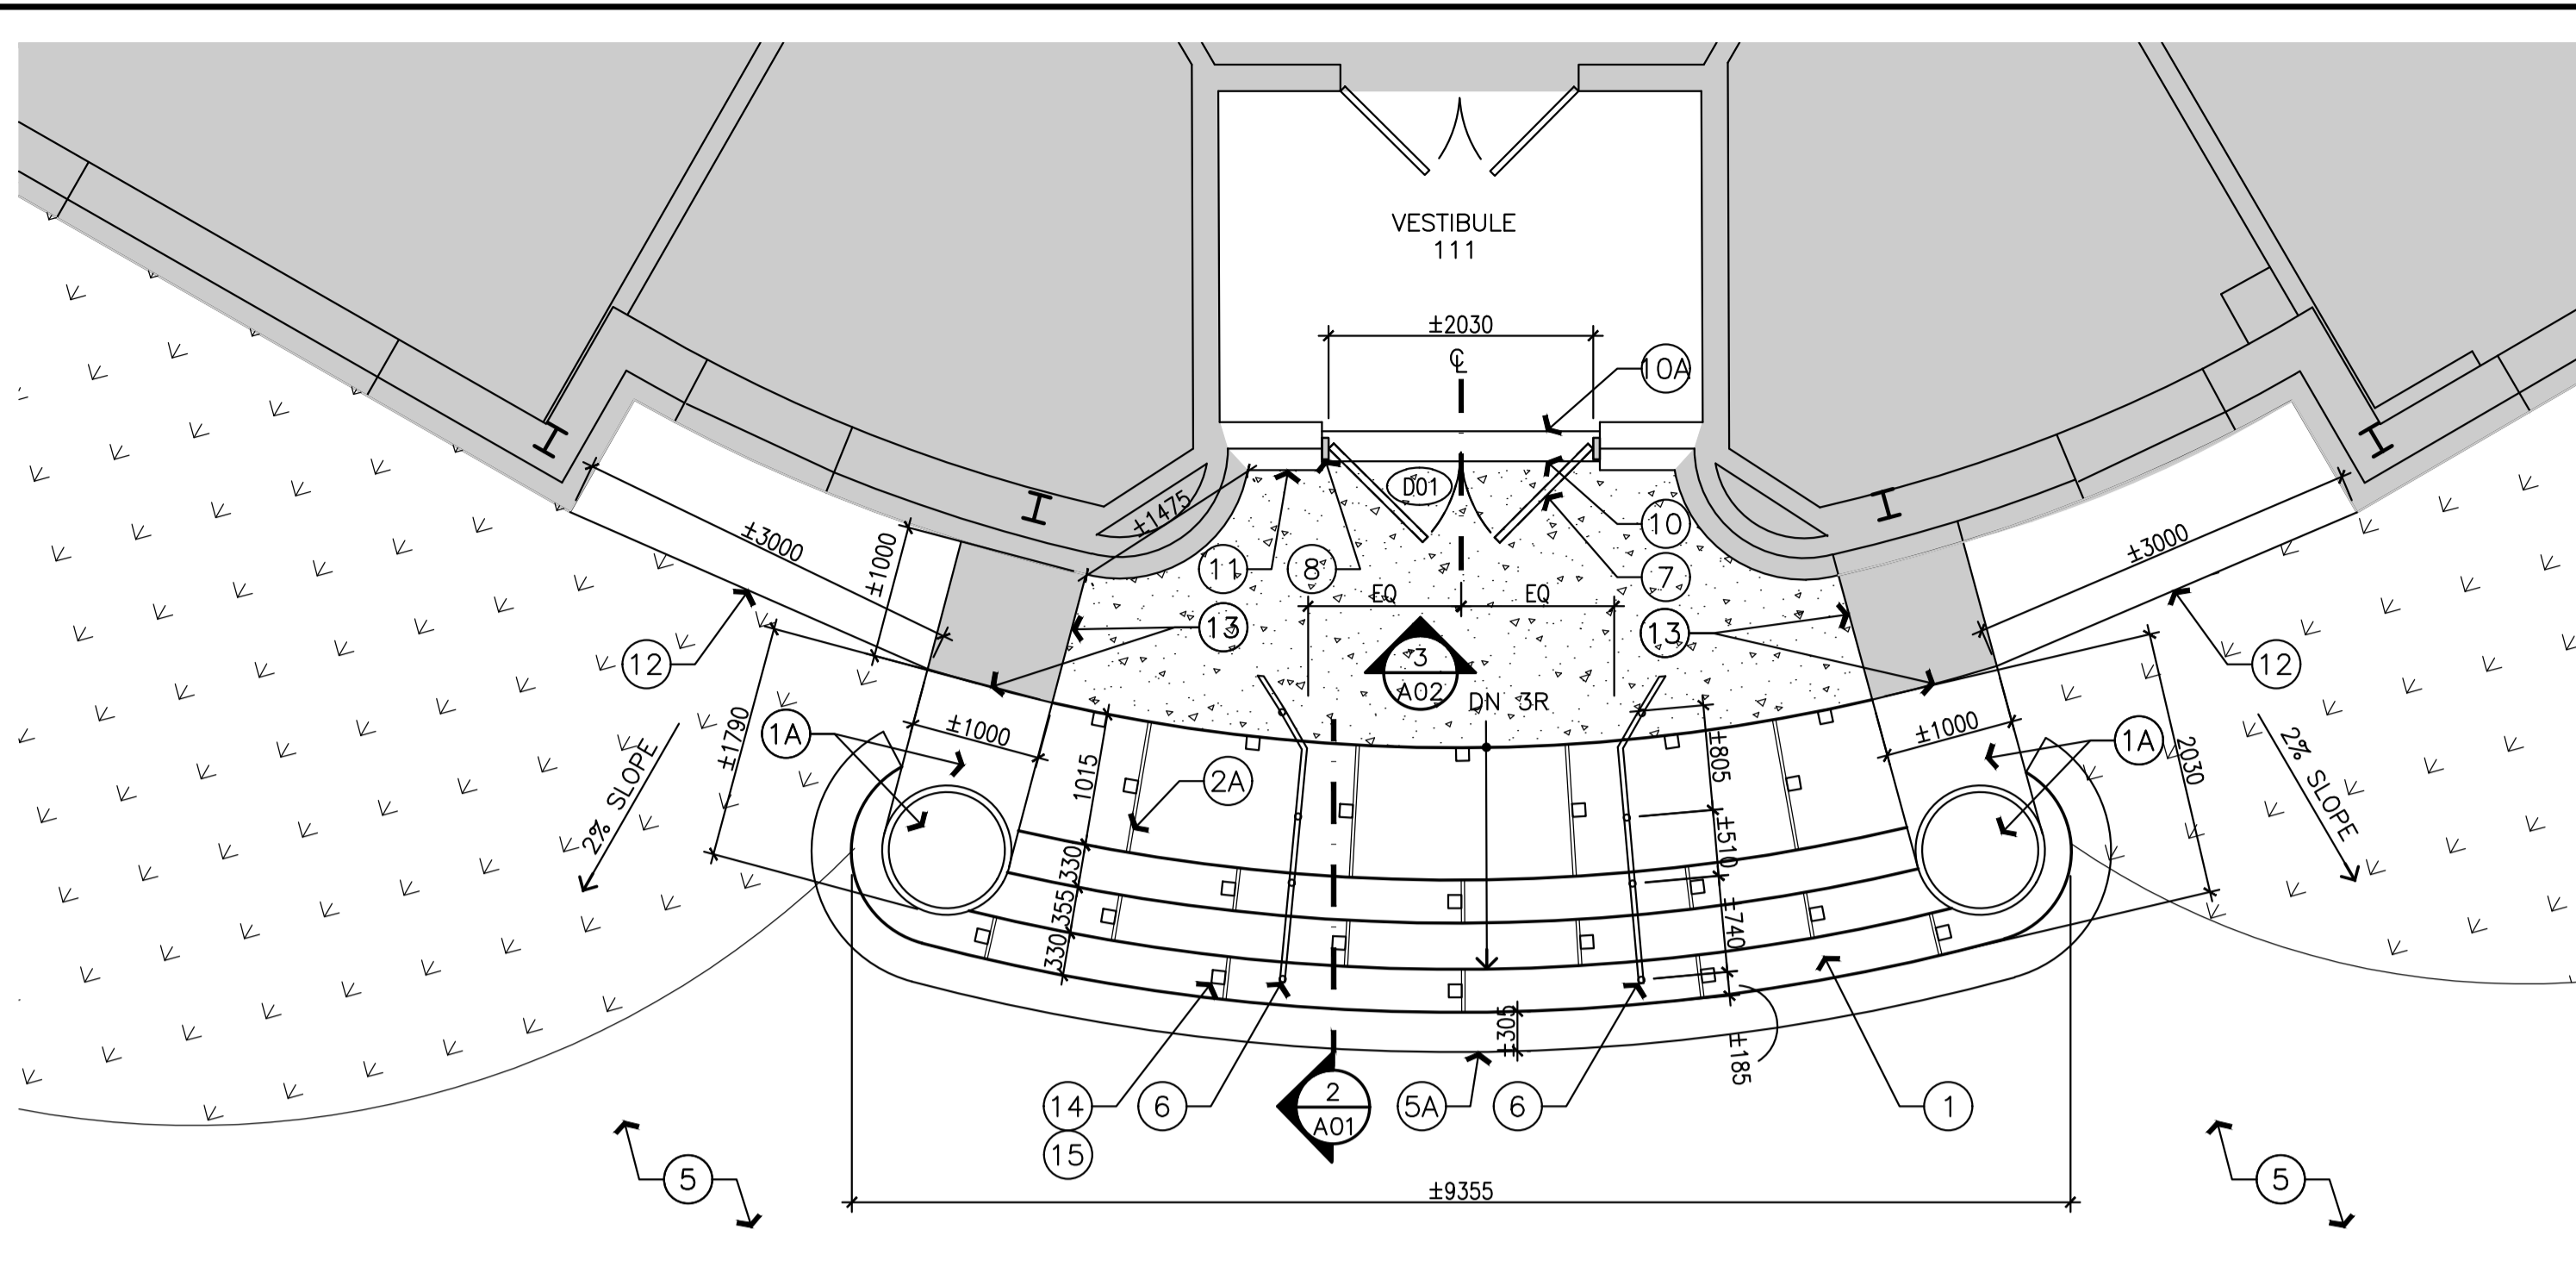 VESTIBULE
111
±2030
℄
10A
D01
±1475
±3000
±1000
±3000
10
11
8
7
EQ
EQ
13
13
12
12
3
A02
DN 3R
±1790
1A
±1000
1015
2A
±805
±1000
1A
2030
2% SLOPE
2% SLOPE
330
355
330
±510
±740
±305
±185
14
15
6
2
A01
5A
6
1
5
5
±9355